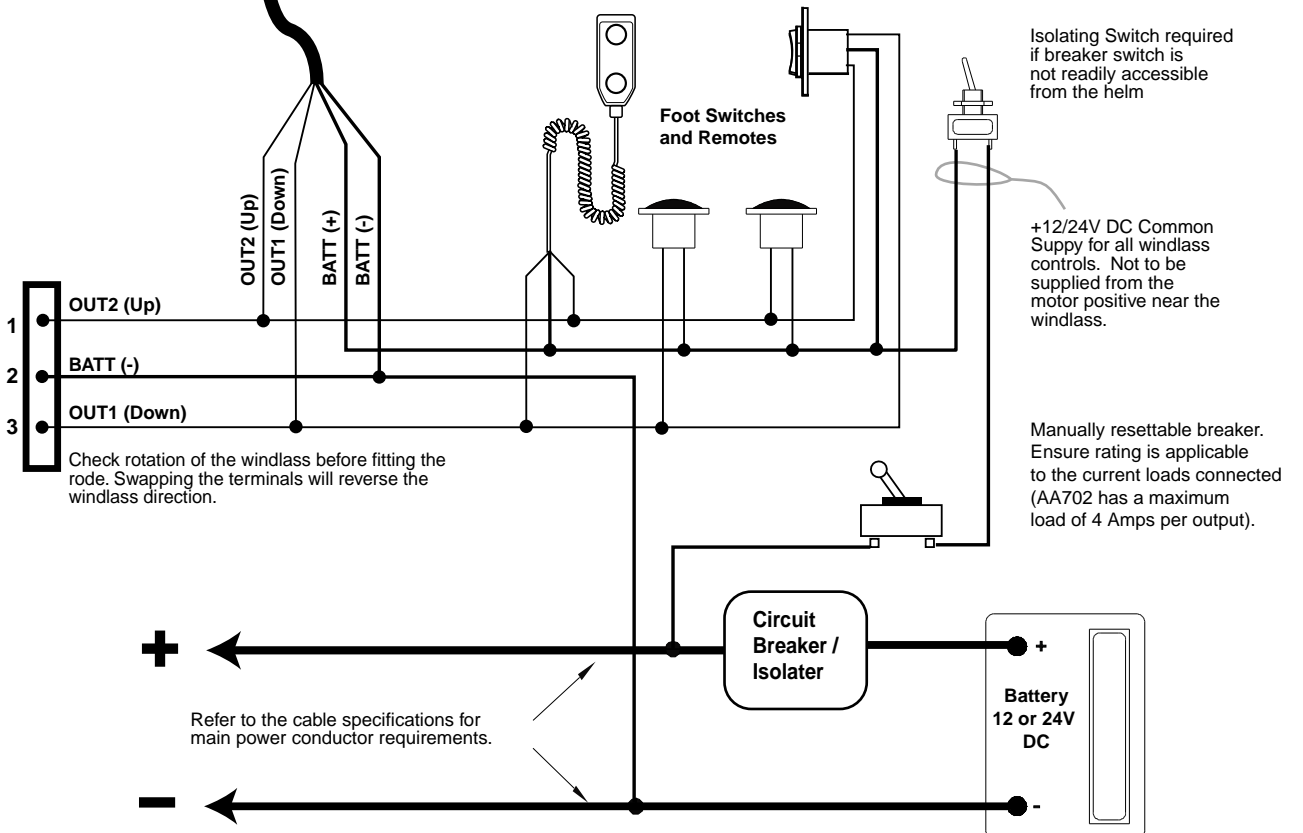 Isolating Switch required
if breaker switch is
not readily accessible
from the helm
Foot Switches
and Remotes
OUT2 (Up)
OUT1 (Down)
BATT (+)
BATT (-)
+12/24V DC Common
Suppy for all windlass
controls. Not to be
supplied from the
motor positive near the
windlass.
1
OUT2 (Up)
2
BATT (-)
3
OUT1 (Down)
Check rotation of the windlass before fitting the
rode. Swapping the terminals will reverse the
windlass direction.
Manually resettable breaker.
Ensure rating is applicable
to the current loads connected
(AA702 has a maximum
load of 4 Amps per output).
+
Circuit
Breaker /
Isolater
+
Battery
12 or 24V
DC
Refer to the cable specifications for
main power conductor requirements.
−
-